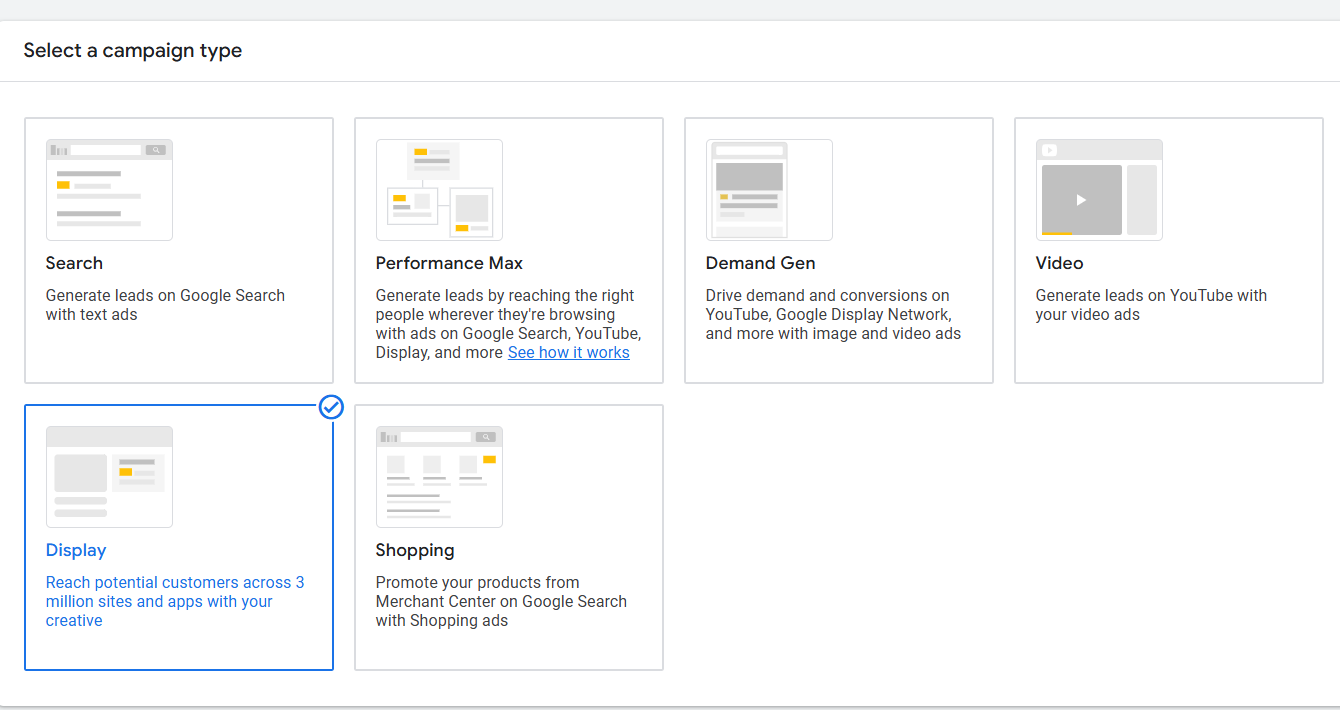 Select a campaign type
Search
Generate leads on Google Search
with text ads
Performance Max
Generate leads by reaching the right
people wherever they're browsing
with ads on Google Search, YouTube,
Display, and more See how it works
Demand Gen
Drive demand and conversions on
YouTube, Google Display Network,
and more with image and video ads
Video
Generate leads on YouTube with
your video ads
Display
Reach potential customers across 3
million sites and apps with your
creative
Shopping
Promote your products from
Merchant Center on Google Search
with Shopping ads